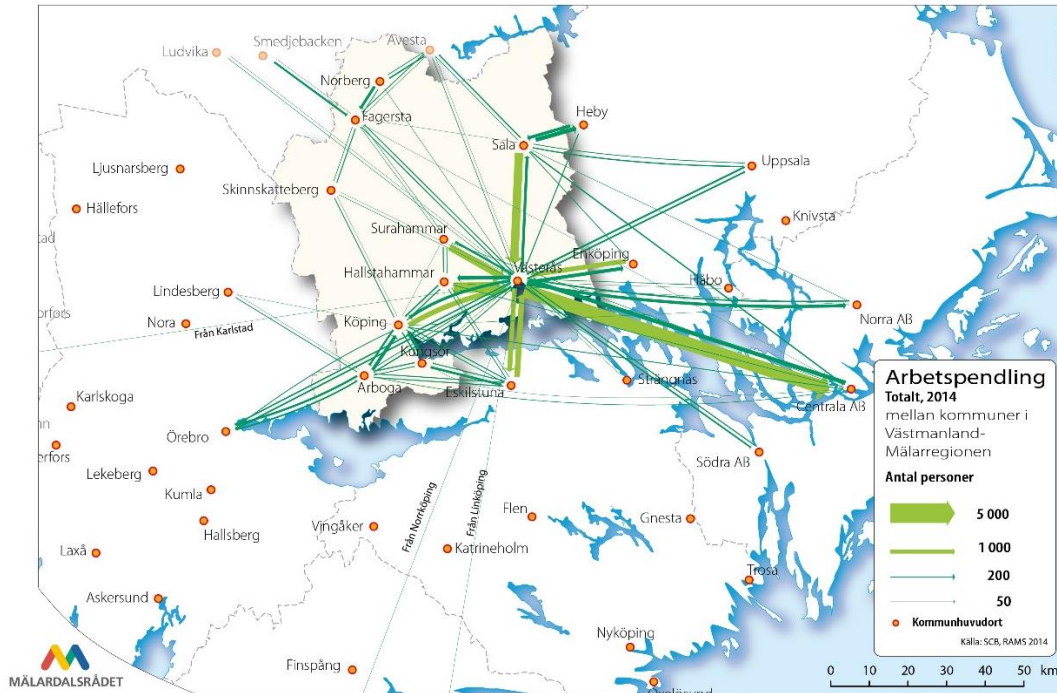 Ludvika
Smedjebacken
Avesta
Norberg
Fagersta
Heby
Sala
Uppsala
Ljusnarsberg
Skinnskatteberg
Hällefors
Knivsta
Surahammar
Enköping
Hallstahammar
Västerås
Håbo
Lindesberg
Norra AB
Nora
Från Karlstad
Köping
Kungsör
Arboga
Eskilstuna
Strängnäs
Centrala AB
Karlskoga
Örebro
Södra AB
Lekeberg
Kumla
Hallsberg
Från Norrköping
Från Linköping
Flen
Gnesta
Vingåker
Katrineholm
Laxå
Trosa
Askersund
Nyköping
Finspång
Arbetspendling
Totalt, 2014
mellan kommuner i
Västmanland-
Mälarregionen
Antal personer
5 000
1 000
200
50
Kommunhuvudort
Källa: SCB, RAMS 2014
0 10 20 30 40 50 km
MÄLARDALSRÅDET